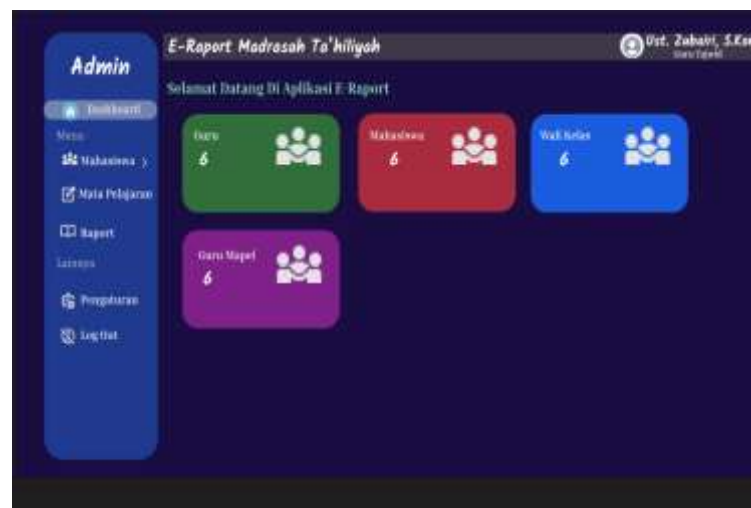 Admin
Dashboard
Menu
Mahasiswa >
Mata Pelajaran
Raport
Lainnya
Pengaturan
Log Out
E-Raport Madrasah Ta'hiliyah
Ust. Zubairi, S.Kom
Selamat Datang Di Aplikasi E-Raport
Guru
6
Mahasiswa
6
Wali Kelas
6
Guru Mapel
6